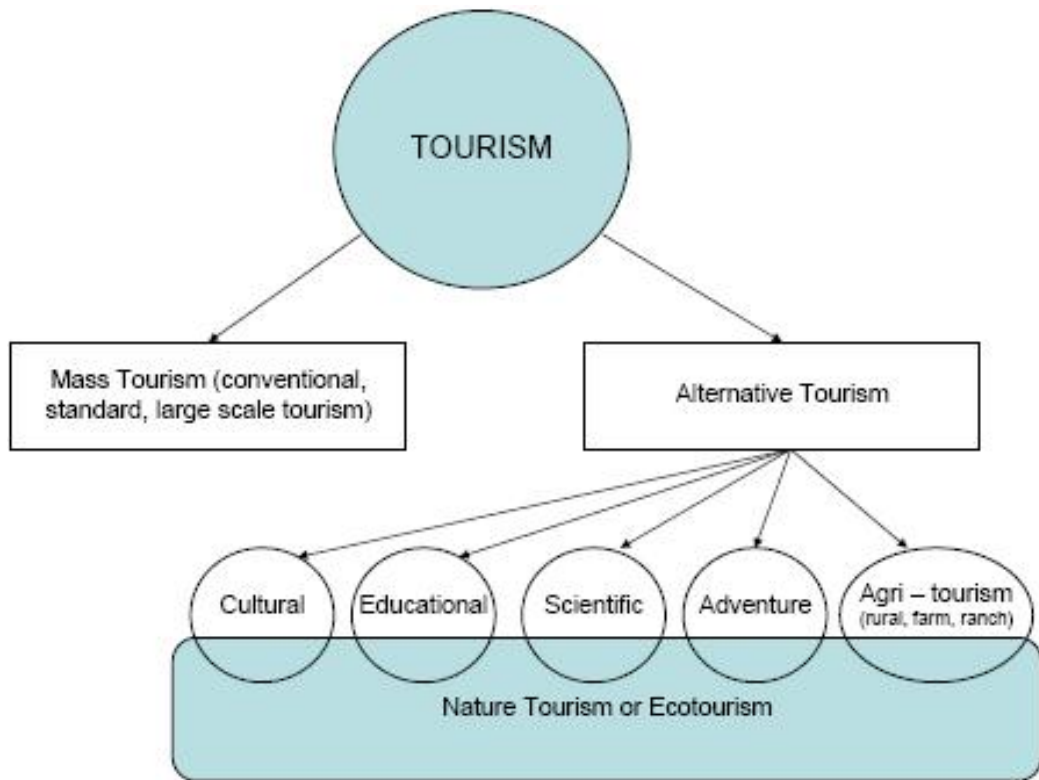 TOURISM
Mass Tourism (conventional,
standard, large scale tourism)
Alternative Tourism
Cultural
Educational
Scientific
Adventure
Agri – tourism
(rural, farm, ranch)
Nature Tourism or Ecotourism